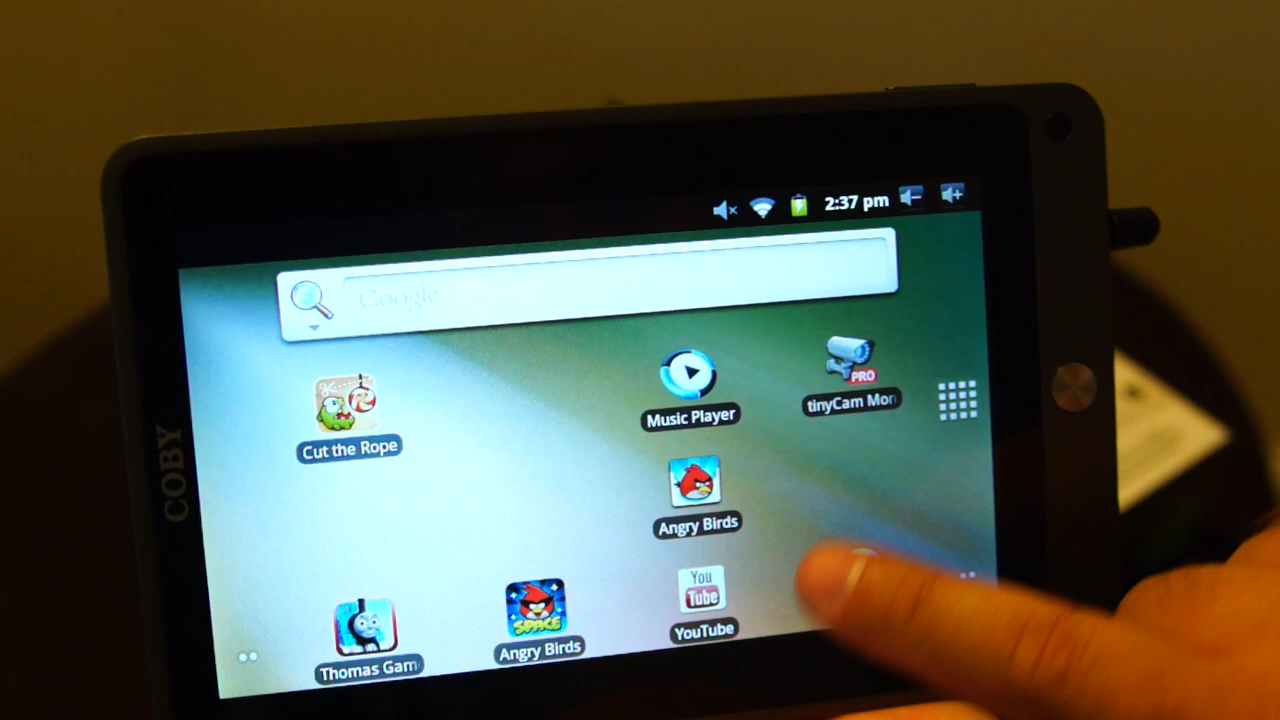 2:37 pm
Google
Cut the Rope
Music Player
PRO
tinyCam Mon
Angry Birds
SPACE
You
Tube
Thomas Gam
Angry Birds
YouTube
COBY